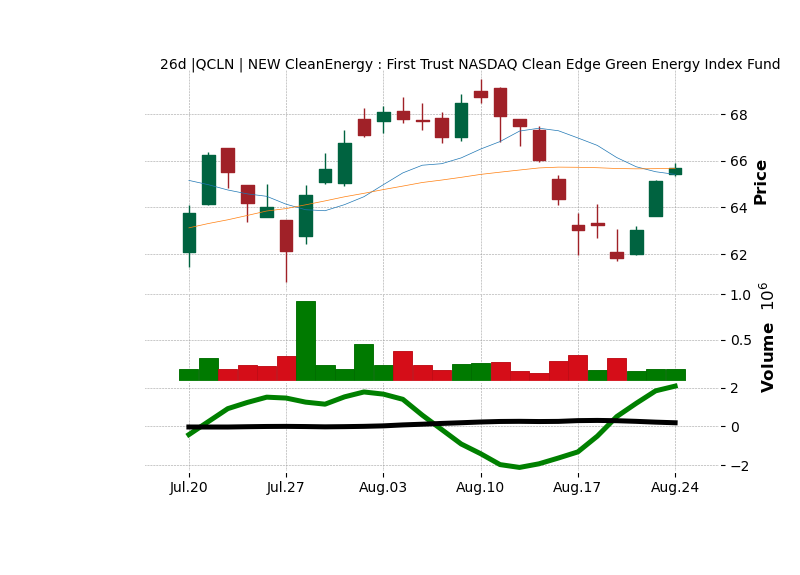 26d |QCLN | NEW CleanEnergy : First Trust NASDAQ Clean Edge Green Energy Index Fund
68
66
64
62
Price
1.0
0.5
Volume 10^6
2
0
−2
Jul.20 Jul.27 Aug.03 Aug.10 Aug.17 Aug.24